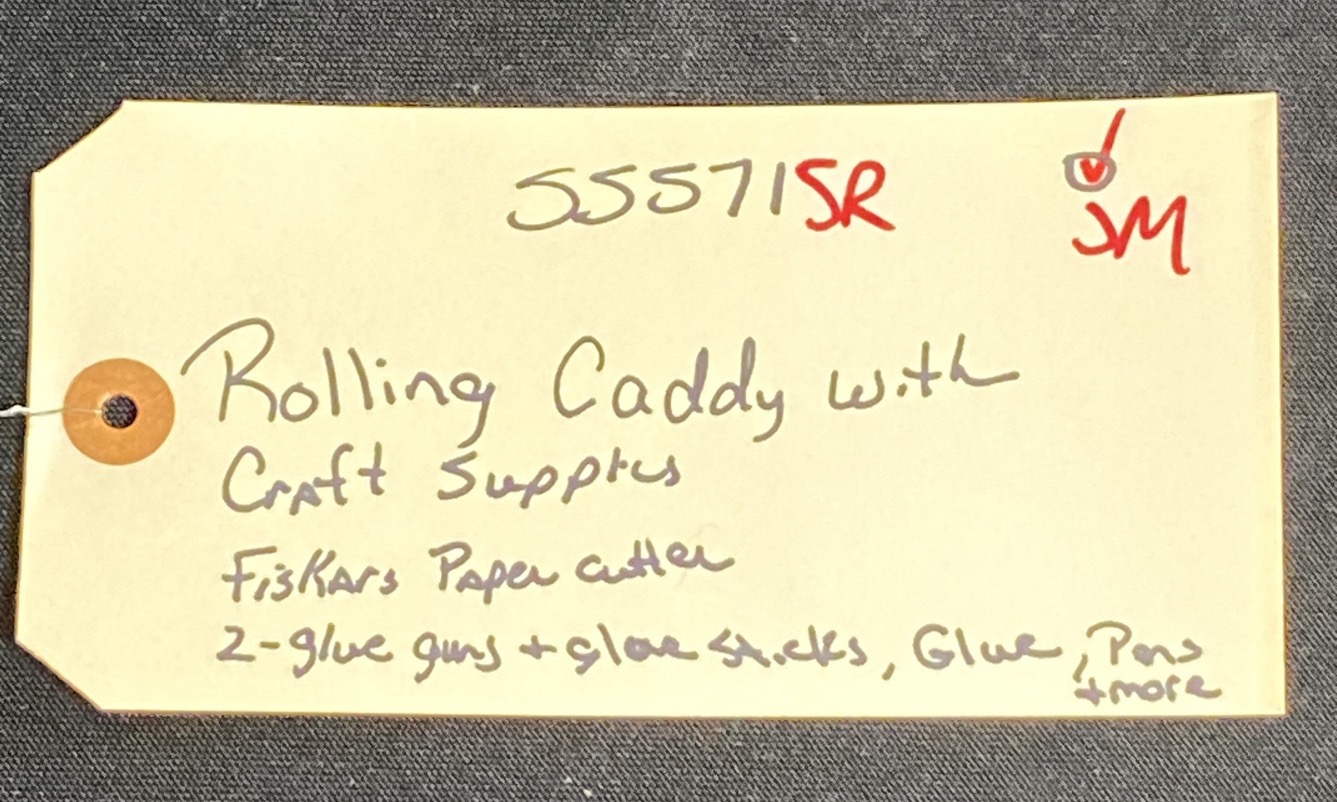 55571SR
JM
Rolling Caddy with
Craft Supplies
Fiskars Paper cutter
2-glue guns + glue sticks, Glue, Pens
+more